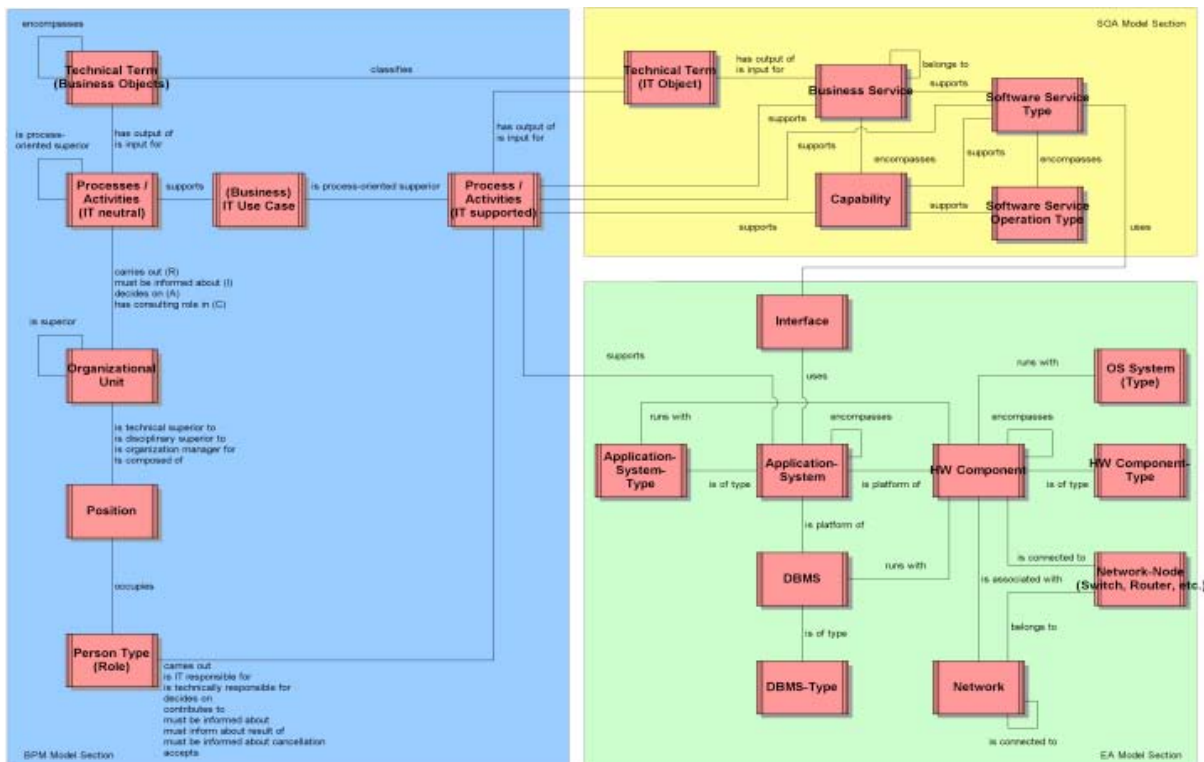 encompasses
Technical Term
(Business Objects)
classifies
Technical Term
(IT Object)
has output of
is input for
Business Service
belongs to
supports
Software Service
Type
SOA Model Section
is process-
oriented superior
has output of
is input for
has output of
is input for
supports
supports
encompasses
supports
encompasses
Processes /
Activities
(IT neutral)
supports
(Business)
IT Use Case
is process-oriented supperior
Process /
Activities
(IT supported)
Capability
supports
Software Service
Operation Type
supports
uses
carries out (R)
must be informed about (I)
decides on (A)
has consulting role in (C)
is superior
Organizational
Unit
supports
Interface
uses
runs with
OS System
(Type)
is technical superior to
is disciplinary superior to
is organization manager for
is composed of
runs with
encompasses
encompasses
Application-
System-
Type
is of type
Application-
System
is platform of
HW Component
is of type
HW Component-
Type
Position
is platform of
occupies
DBMS
runs with
is connected to
is associated with
Network-Node
(Switch, Router, etc.)
is of type
belongs to
Person Type
(Role)
carries out
is IT responsible for
is technically responsible for
decides on
contributes to
must be informed about
must inform about result of
must be informed about cancellation
accepts
DBMS-Type
Network
is connected to
BPM Model Section
EA Model Section